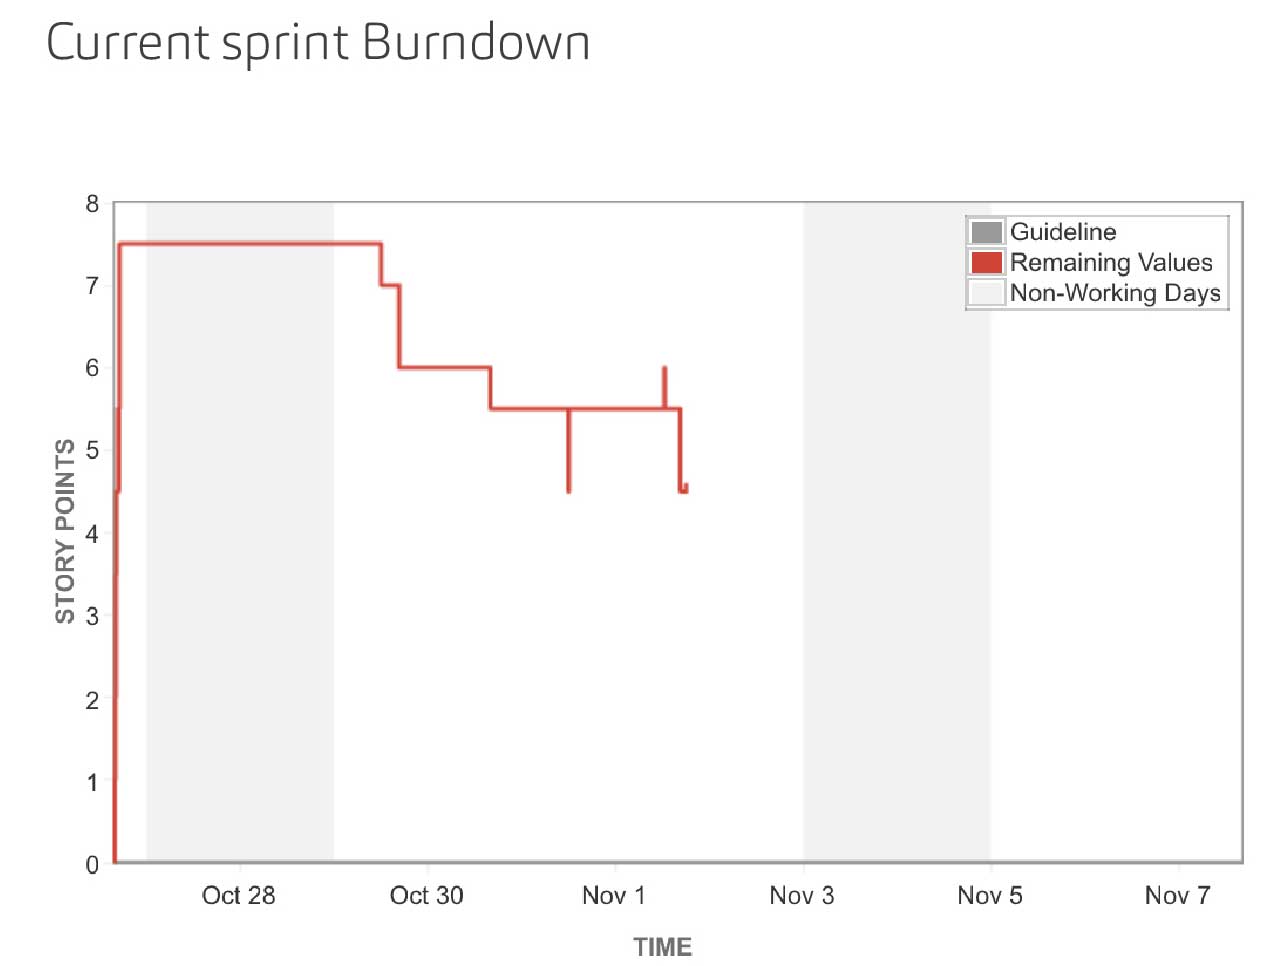 Current sprint Burndown
8
Guideline
Remaining Values
Non-Working Days
7
6
5
4
3
2
1
0
STORY POINTS
Oct 28 Oct 30 Nov 1 Nov 3 Nov 5 Nov 7
TIME